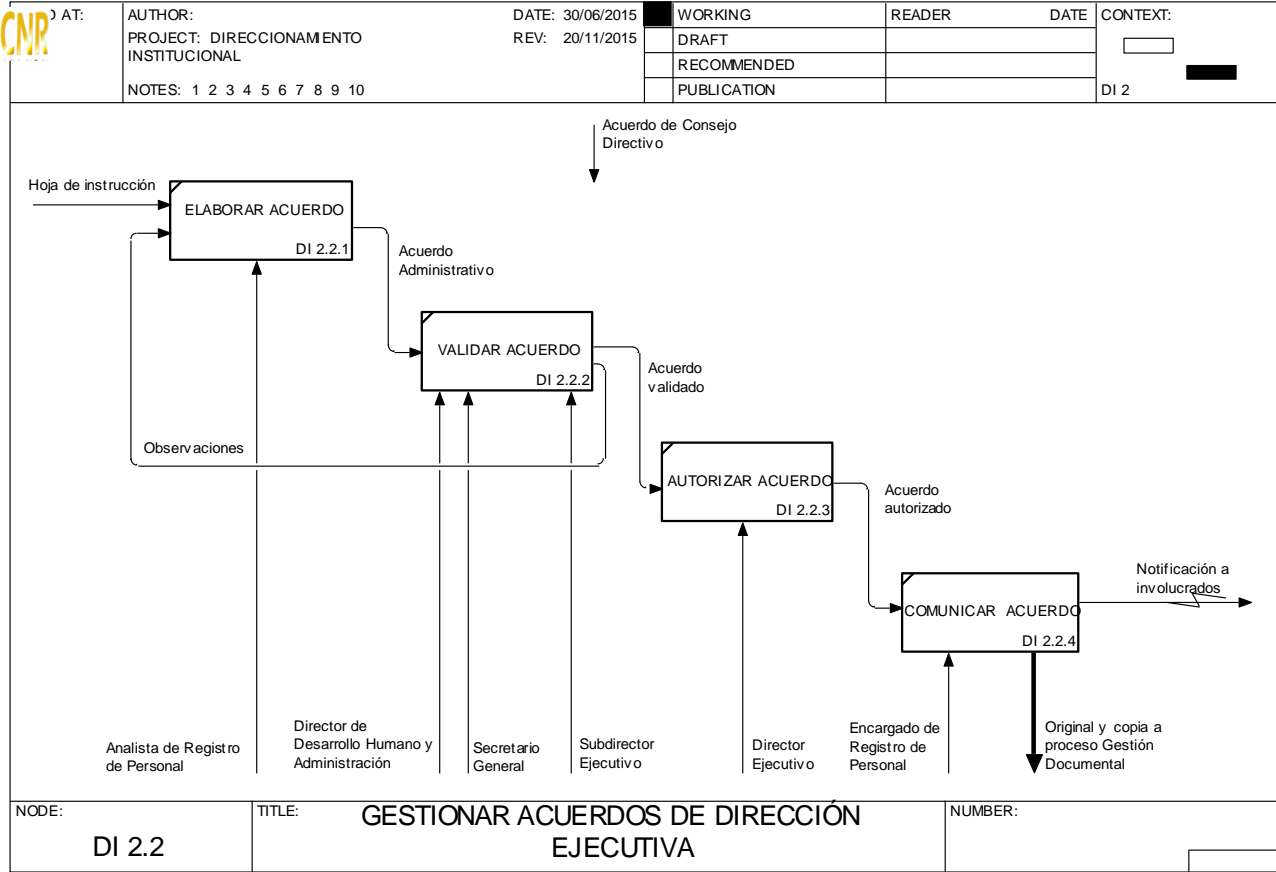 CNR
D AT:
AUTHOR:
DATE: 30/06/2015
PROJECT: DIRECCIONAMIENTO
INSTITUCIONAL
REV: 20/11/2015
NOTES: 1 2 3 4 5 6 7 8 9 10
WORKING
DRAFT
RECOMMENDED
PUBLICATION
READER
DATE
CONTEXT:
DI 2
Acuerdo de Consejo
Directivo
Hoja de instrucción
ELABORAR ACUERDO
DI 2.2.1
Acuerdo
Administrativo
VALIDAR ACUERDO
DI 2.2.2
Acuerdo
validado
Observaciones
AUTORIZAR ACUERDO
DI 2.2.3
Acuerdo
autorizado
Notificación a
involucrados
COMUNICAR ACUERDO
DI 2.2.4
Analista de Registro
de Personal
Director de
Desarrollo Humano y
Administración
Secretario
General
Subdirector
Ejecutivo
Director
Ejecutivo
Encargado de
Registro de
Personal
Original y copia a
proceso Gestión
Documental
NODE:
DI 2.2
TITLE:
GESTIONAR ACUERDOS DE DIRECCIÓN
EJECUTIVA
NUMBER: